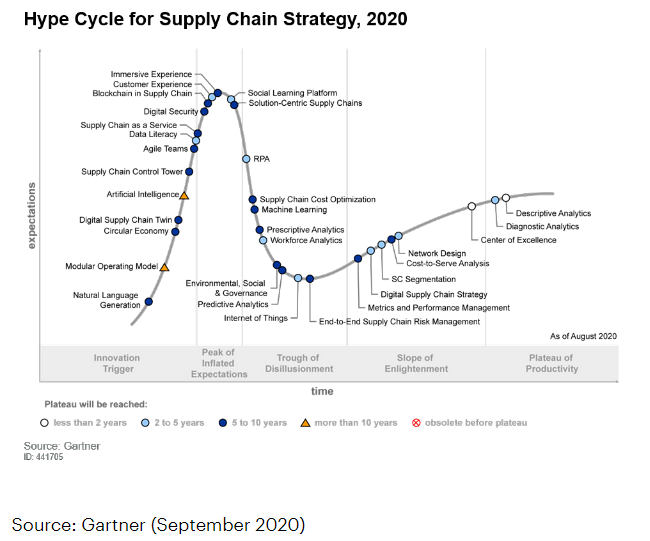 Hype Cycle for Supply Chain Strategy, 2020
Immersive Experience
Customer Experience
Blockchain in Supply Chain
Digital Security
Supply Chain as a Service
Data Literacy
Agile Teams
Supply Chain Control Tower
Artificial Intelligence
Digital Supply Chain Twin
Circular Economy
Modular Operating Model
Natural Language
Generation
Social Learning Platform
Solution-Centric Supply Chains
RPA
Supply Chain Cost Optimization
Machine Learning
Prescriptive Analytics
Workforce Analytics
Environmental, Social
& Governance
Predictive Analytics
Internet of Things
End-to-End Supply Chain Risk Management
Metrics and Performance Management
Digital Supply Chain Strategy
SC Segmentation
Cost-to-Serve Analysis
Network Design
Center of Excellence
Diagnostic Analytics
Descriptive Analytics
expectations
As of August 2020
Innovation
Trigger
Peak of
Inflated
Expectations
Trough of
Disillusionment
Slope of
Enlightenment
Plateau of
Productivity
time
Plateau will be reached:
less than 2 years 2 to 5 years 5 to 10 years more than 10 years obsolete before plateau
Source: Gartner
ID: 441705
Source: Gartner (September 2020)